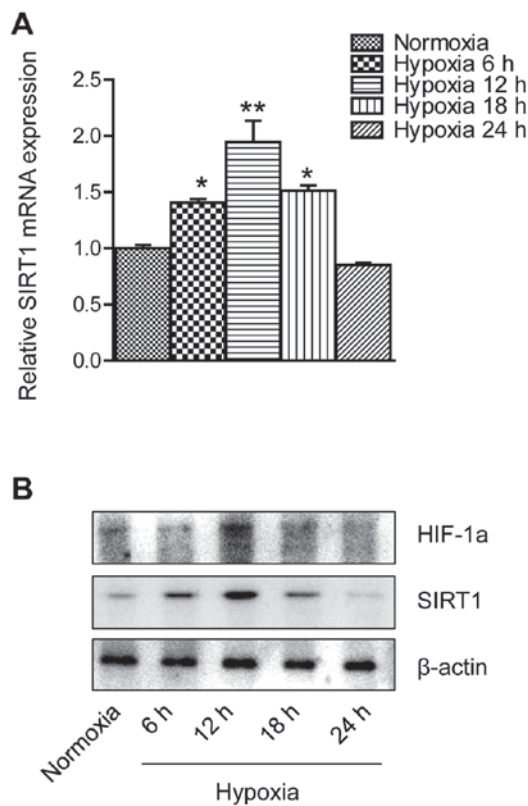 A
Normoxia
Hypoxia 6 h
Hypoxia 12 h
Hypoxia 18 h
Hypoxia 24 h
Relative SIRT1 mRNA expression
2.5
2.0
1.5
1.0
0.5
0.0
*
**
*
B
HIF-1a
SIRT1
β-actin
Normoxia 6 h 12 h 18 h 24 h
Hypoxia